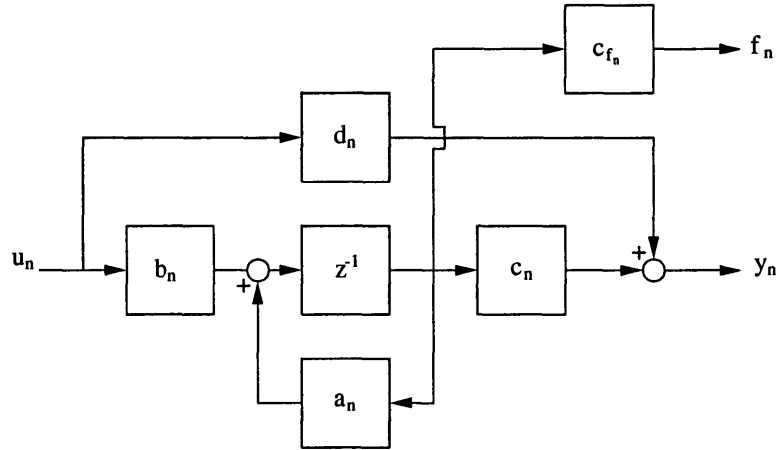 c_{f_n} f_n
d_n
u_n b_n + z^{-1} c_n + y_n
a_n